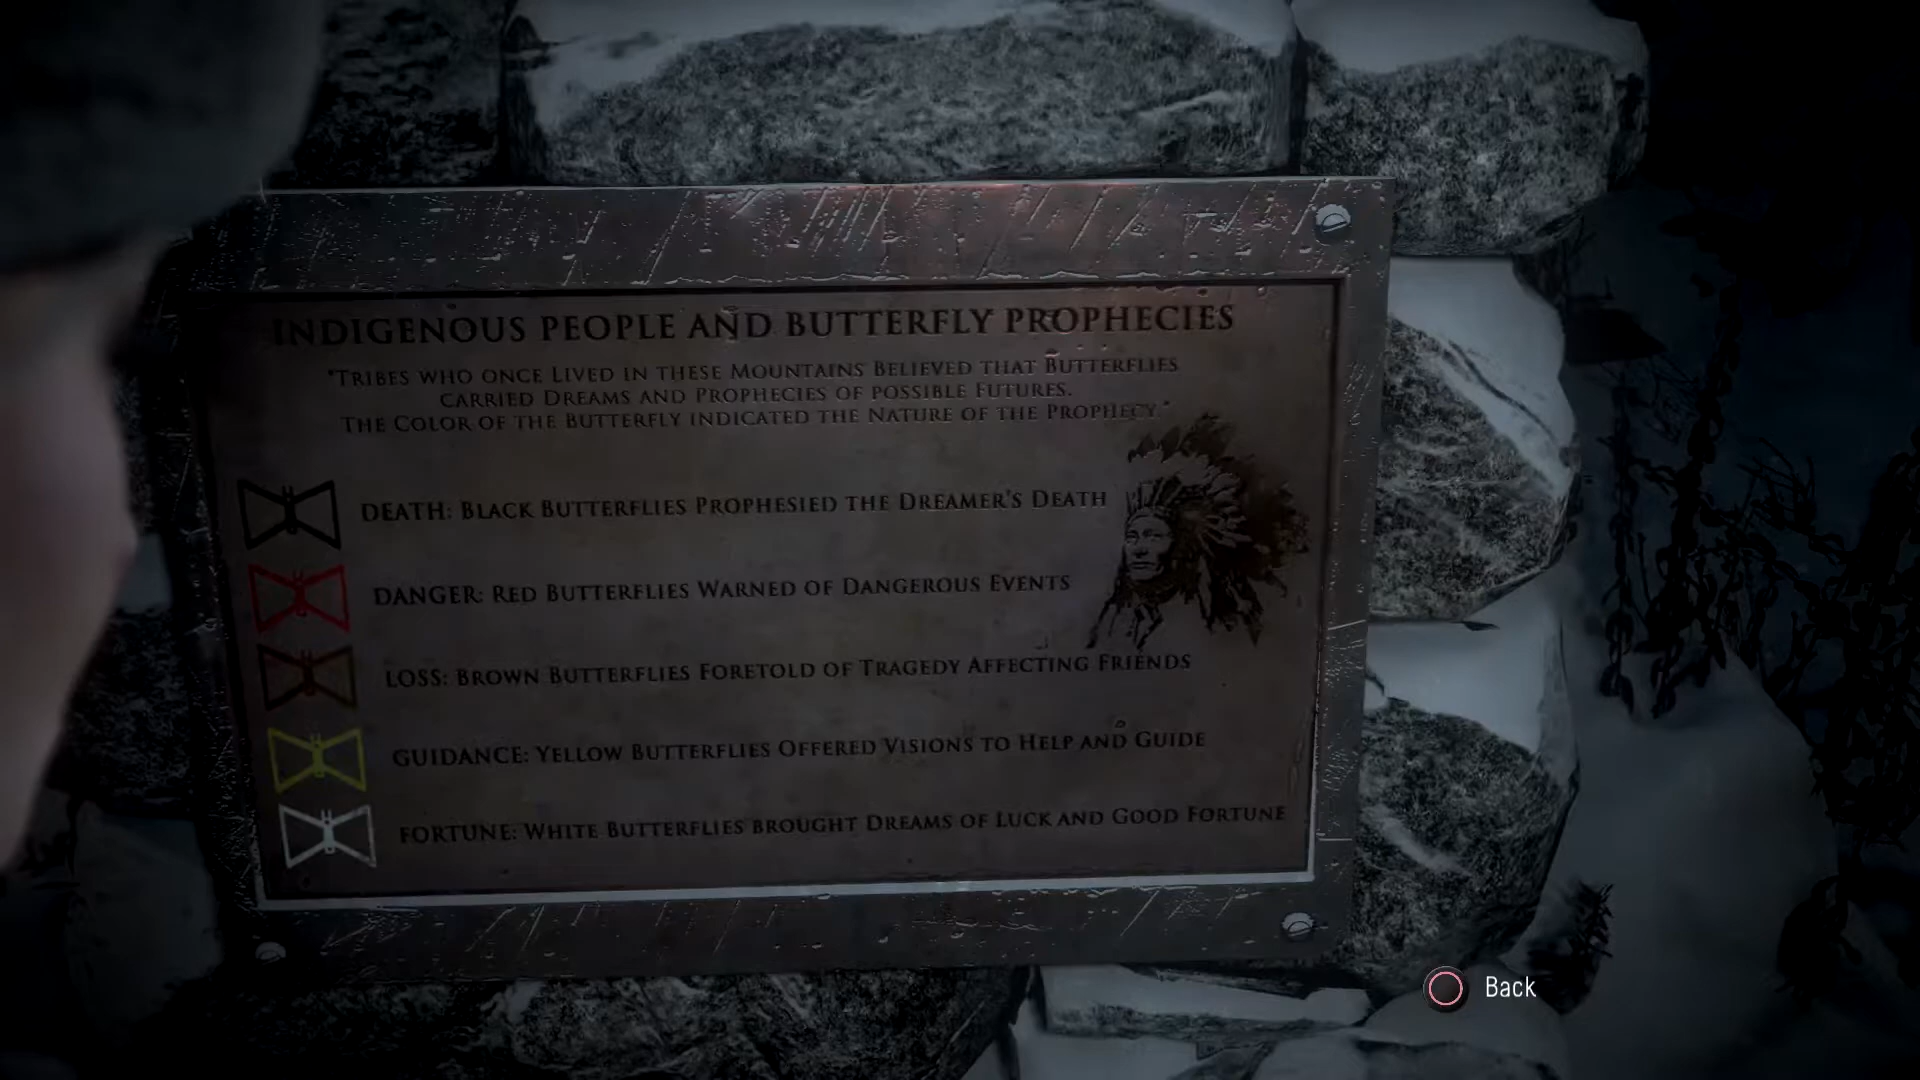 INDIGENOUS PEOPLE AND BUTTERFLY PROPHECIES
"TRIBES WHO ONCE LIVED IN THESE MOUNTAINS BELIEVED THAT BUTTERFLIES
CARRIED DREAMS AND PROPHECIES OF POSSIBLE FUTURES.
THE COLOR OF THE BUTTERFLY INDICATED THE NATURE OF THE PROPHECY."
DEATH: BLACK BUTTERFLIES PROPHESIED THE DREAMER'S DEATH
DANGER: RED BUTTERFLIES WARNED OF DANGEROUS EVENTS
LOSS: BROWN BUTTERFLIES FORETOLD OF TRAGEDY AFFECTING FRIENDS
GUIDANCE: YELLOW BUTTERFLIES OFFERED VISIONS TO HELP AND GUIDE
FORTUNE: WHITE BUTTERFLIES BROUGHT DREAMS OF LUCK AND GOOD FORTUNE
Back